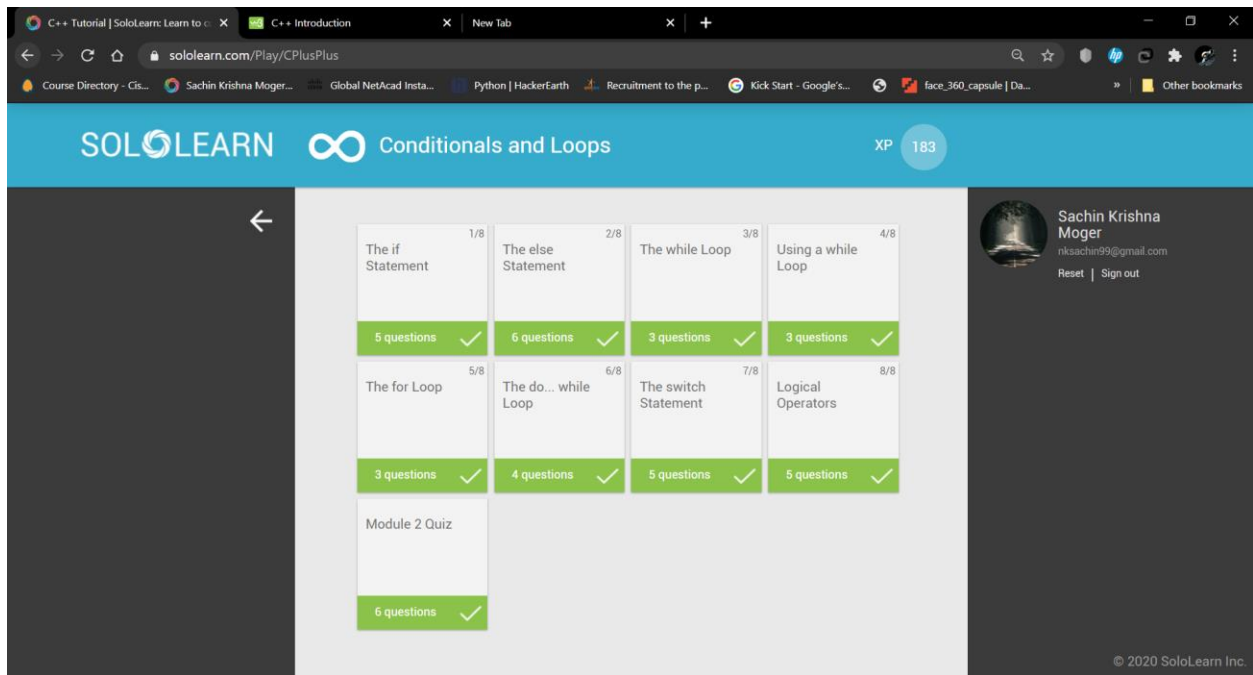 C++ Tutorial | SoloLearn: Learn to c
C++ Introduction
New Tab
sololearn.com/Play/CPlusPlus
Course Directory - Cis...
Sachin Krishna Moger...
Global NetAcad Insta...
Python | HackerEarth
Recruitment to the p...
Kick Start - Google's...
face_360_capsule | Da...
»
Other bookmarks
SOLOLEARN
Conditionals and Loops
XP 183
1/8
The if
Statement
5 questions
2/8
The else
Statement
6 questions
3/8
The while Loop
3 questions
4/8
Using a while
Loop
3 questions
5/8
The for Loop
3 questions
6/8
The do... while
Loop
4 questions
7/8
The switch
Statement
5 questions
8/8
Logical
Operators
5 questions
Module 2 Quiz
6 questions
Sachin Krishna
Moger
nksachin99@gmail.com
Reset | Sign out
© 2020 SoloLearn Inc.